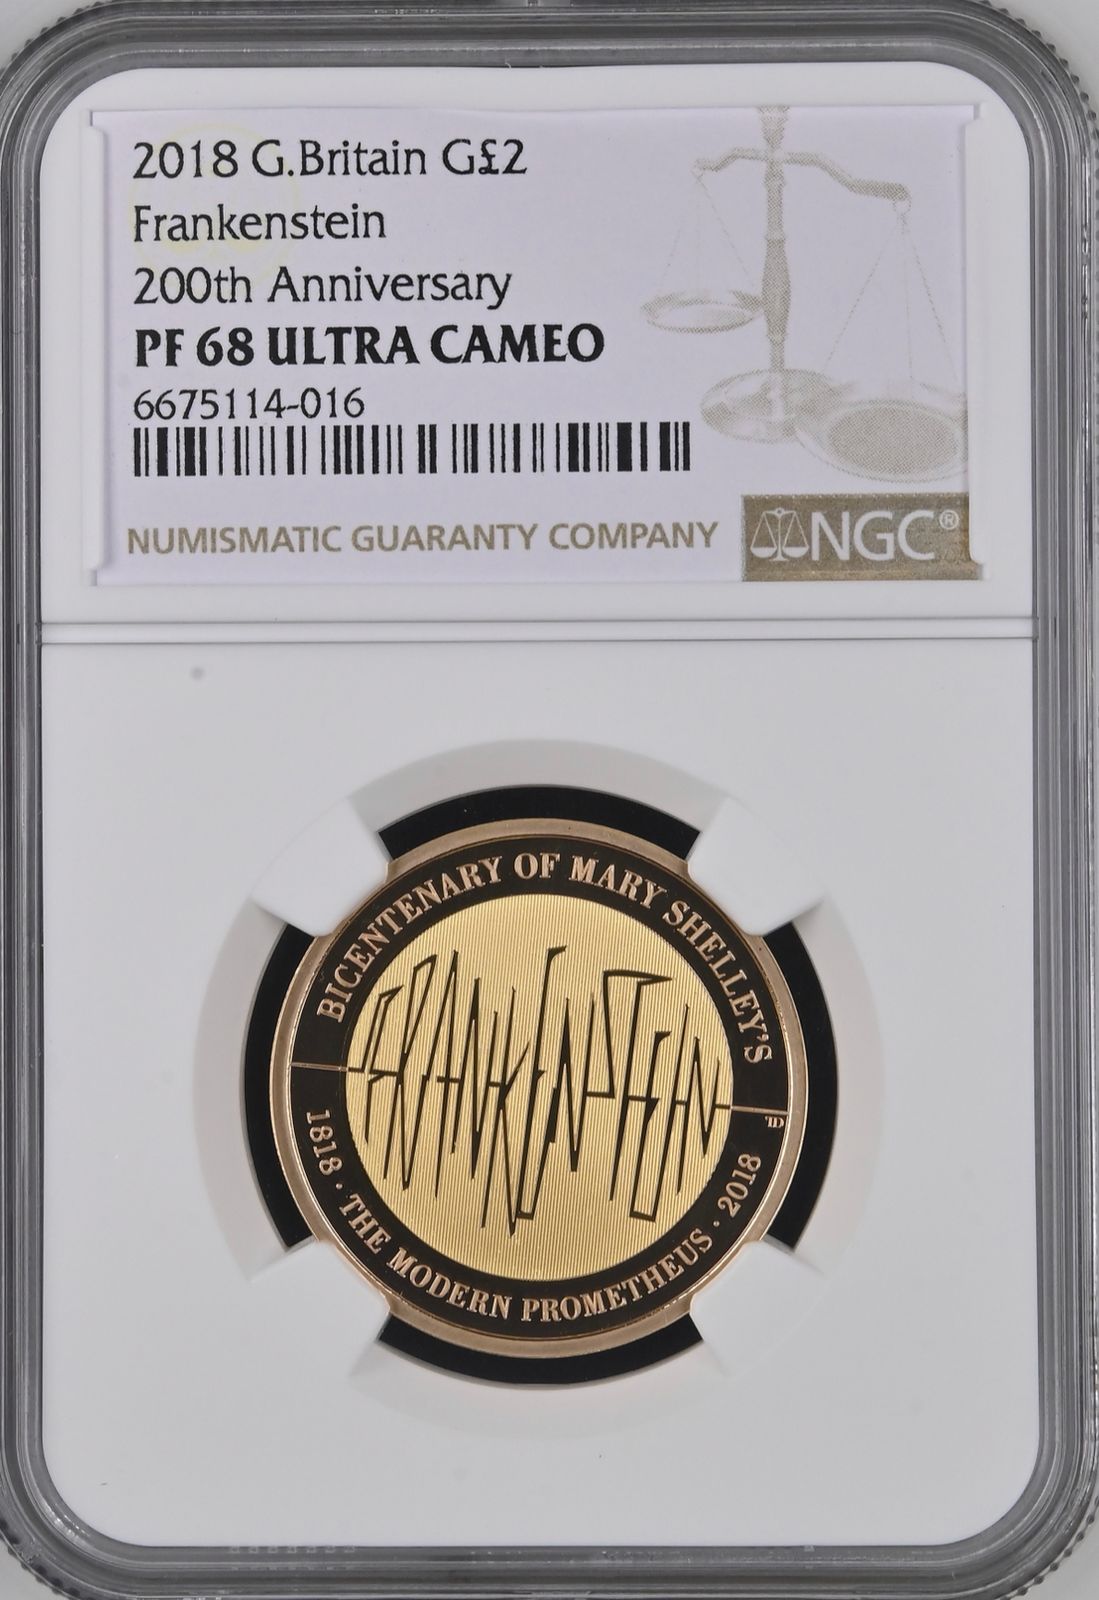 2018 G.Britain G£2
Frankenstein
200th Anniversary
PF 68 ULTRA CAMEO
6675114-016
NUMISMATIC GUARANTY COMPANY
NGC®
BICENTENARY OF MARY SHELLEY'S
FRANKENSTEIN
TD
1818 · THE MODERN PROMETHEUS · 2018